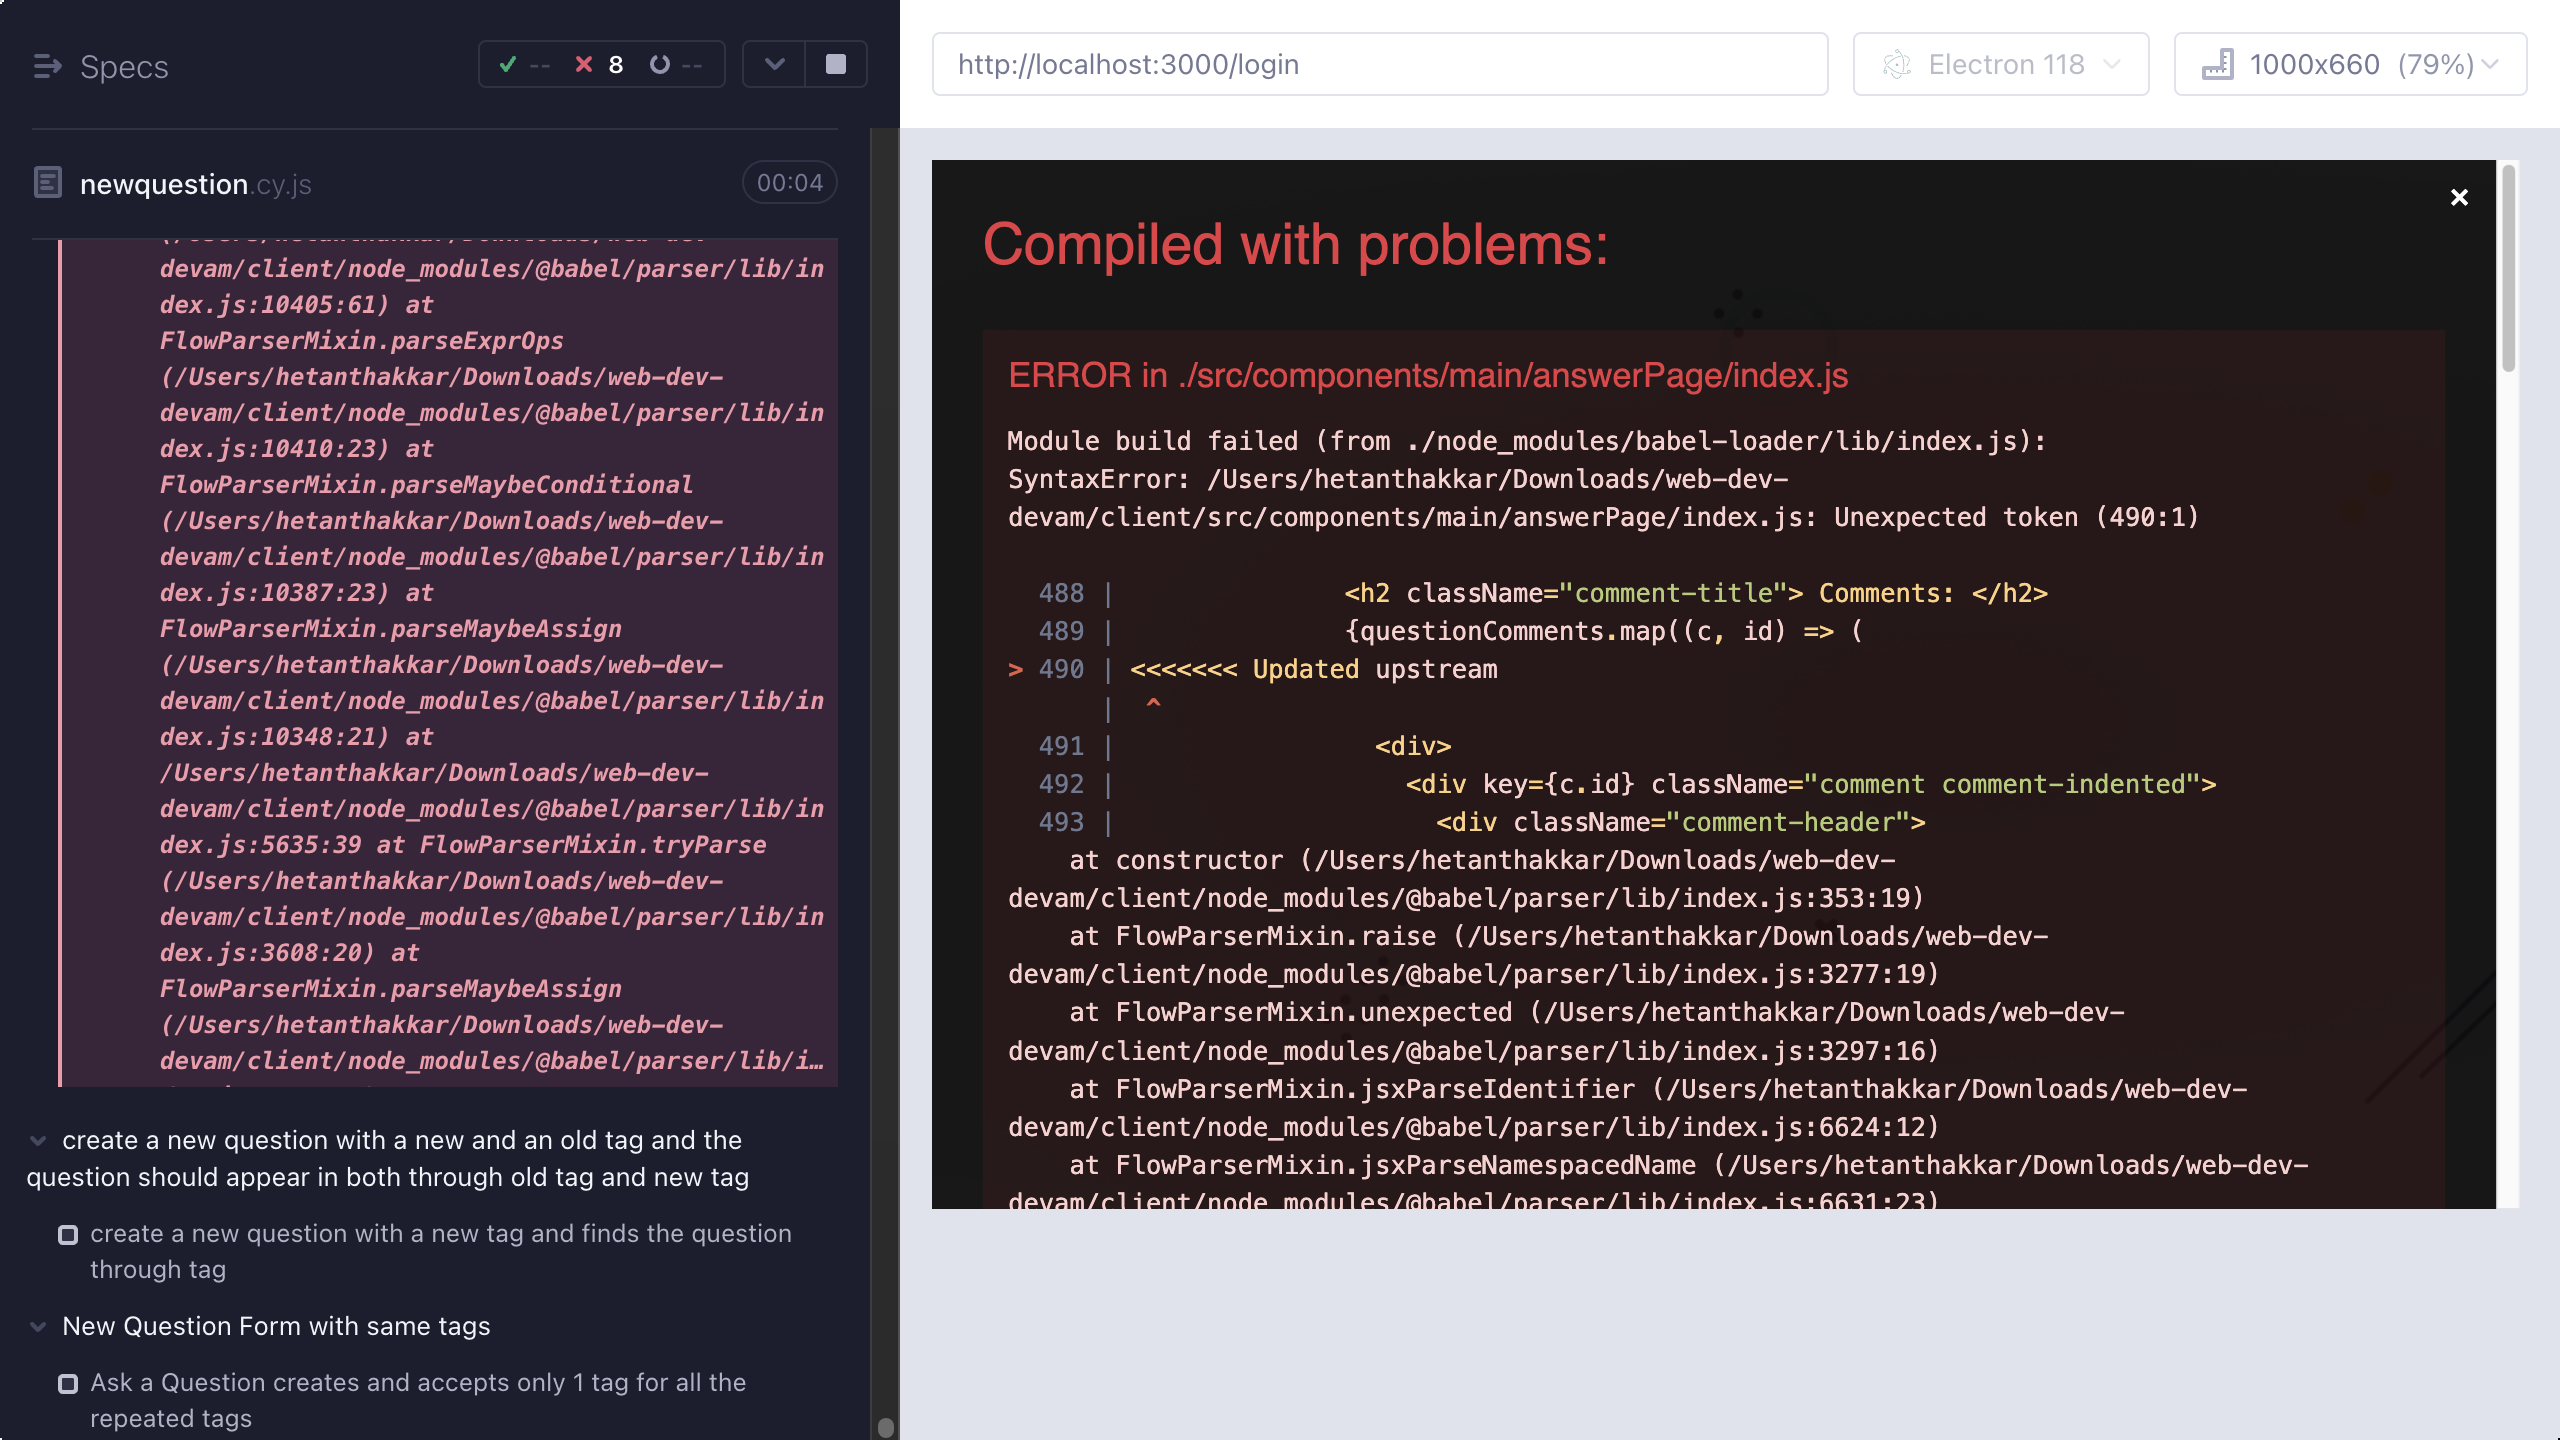 Specs
-- 8 --
newquestion.cy.js
00:04
devam/client/node_modules/@babel/parser/lib/in
dex.js:10405:61) at
FlowParserMixin.parseExprOps
(/Users/hetanthakkar/Downloads/web-dev-
devam/client/node_modules/@babel/parser/lib/in
dex.js:10410:23) at
FlowParserMixin.parseMaybeConditional
(/Users/hetanthakkar/Downloads/web-dev-
devam/client/node_modules/@babel/parser/lib/in
dex.js:10387:23) at
FlowParserMixin.parseMaybeAssign
(/Users/hetanthakkar/Downloads/web-dev-
devam/client/node_modules/@babel/parser/lib/in
dex.js:10348:21) at
/Users/hetanthakkar/Downloads/web-dev-
devam/client/node_modules/@babel/parser/lib/in
dex.js:5635:39 at FlowParserMixin.tryParse
(/Users/hetanthakkar/Downloads/web-dev-
devam/client/node_modules/@babel/parser/lib/in
dex.js:3608:20) at
FlowParserMixin.parseMaybeAssign
(/Users/hetanthakkar/Downloads/web-dev-
devam/client/node_modules/@babel/parser/lib/i…
create a new question with a new and an old tag and the
question should appear in both through old tag and new tag
create a new question with a new tag and finds the question
through tag
New Question Form with same tags
Ask a Question creates and accepts only 1 tag for all the
repeated tags
http://localhost:3000/login
Electron 118
1000x660 (79%)
Compiled with problems:
×
ERROR in ./src/components/main/answerPage/index.js
Module build failed (from ./node_modules/babel-loader/lib/index.js):
SyntaxError: /Users/hetanthakkar/Downloads/web-dev-
devam/client/src/components/main/answerPage/index.js: Unexpected token (490:1)
488 | <h2 className="comment-title"> Comments: </h2>
489 | {questionComments.map((c, id) => (
> 490 | <<<<<<< Updated upstream
| ^
491 | <div>
492 | <div key={c.id} className="comment comment-indented">
493 | <div className="comment-header">
at constructor (/Users/hetanthakkar/Downloads/web-dev-
devam/client/node_modules/@babel/parser/lib/index.js:353:19)
at FlowParserMixin.raise (/Users/hetanthakkar/Downloads/web-dev-
devam/client/node_modules/@babel/parser/lib/index.js:3277:19)
at FlowParserMixin.unexpected (/Users/hetanthakkar/Downloads/web-dev-
devam/client/node_modules/@babel/parser/lib/index.js:3297:16)
at FlowParserMixin.jsxParseIdentifier (/Users/hetanthakkar/Downloads/web-dev-
devam/client/node_modules/@babel/parser/lib/index.js:6624:12)
at FlowParserMixin.jsxParseNamespacedName (/Users/hetanthakkar/Downloads/web-dev-
devam/client/node_modules/@babel/parser/lib/index.js:6631:23)